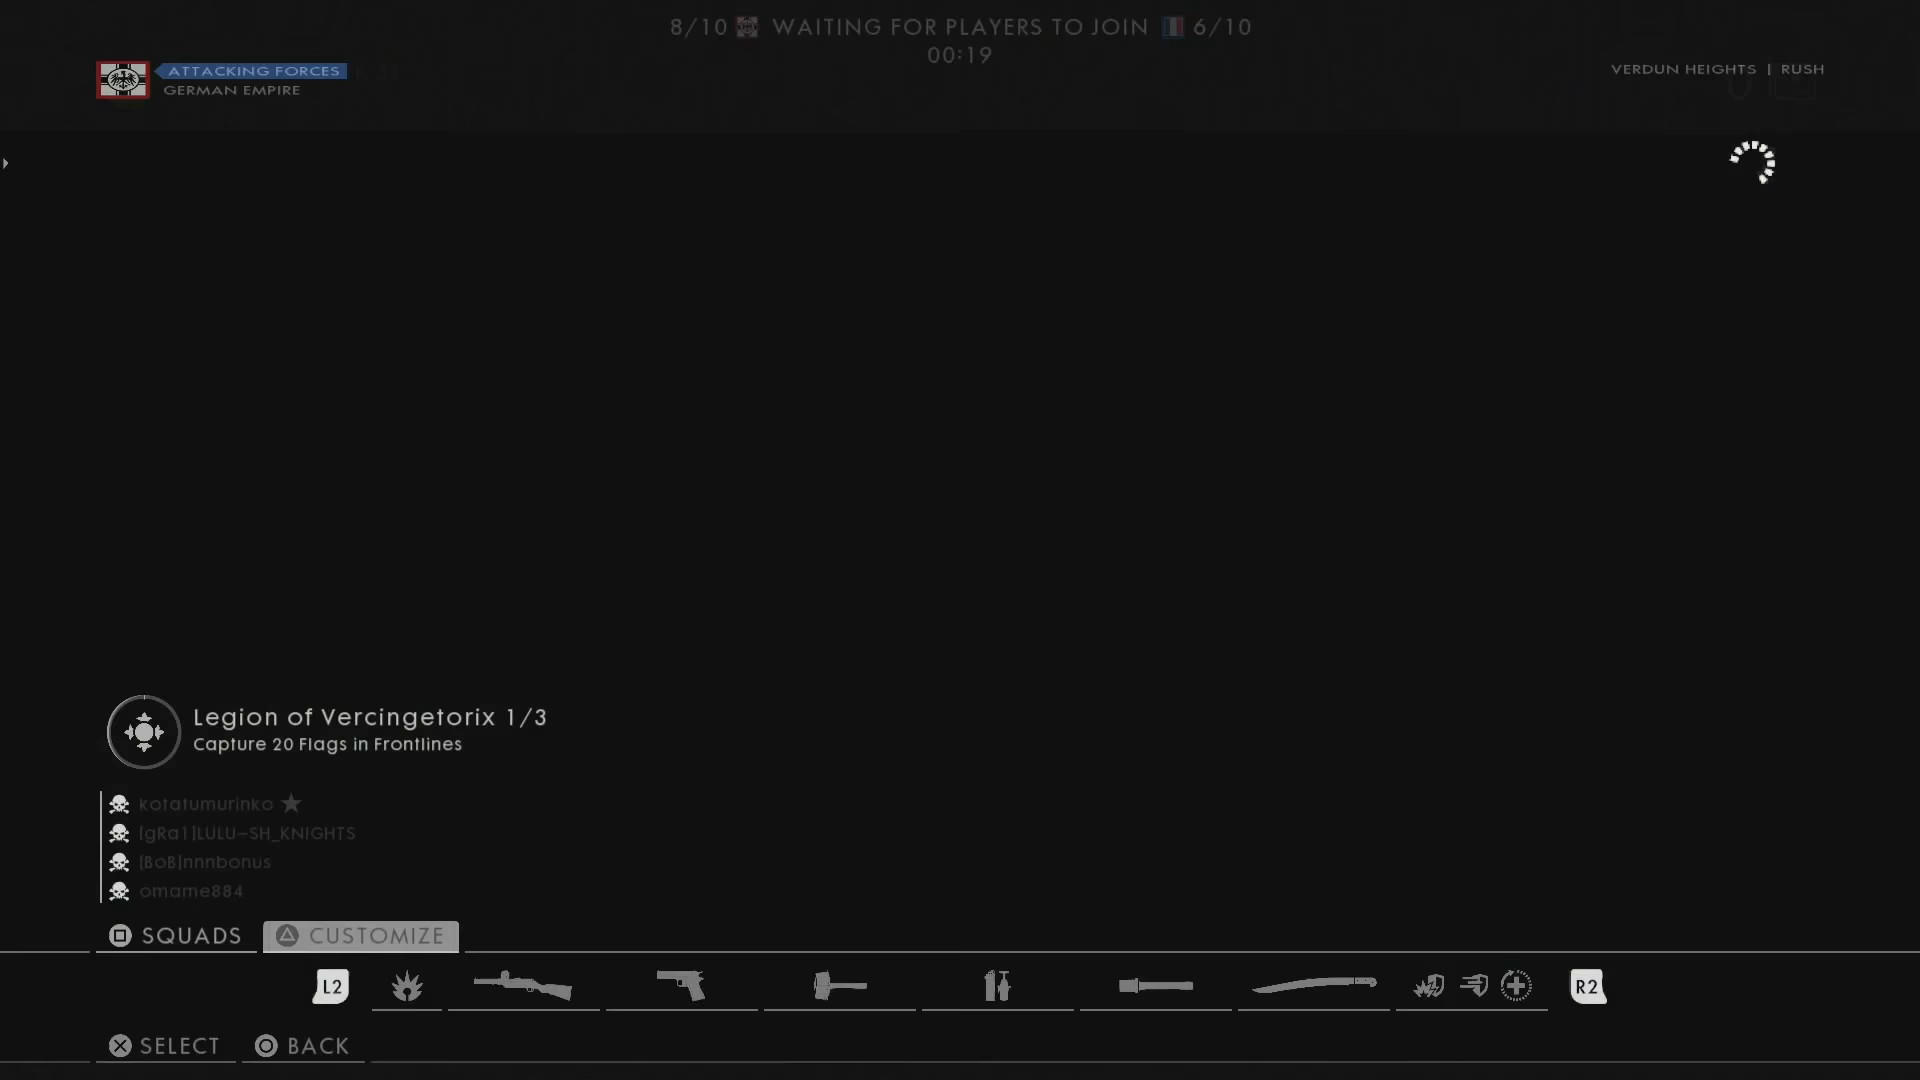 8/10 WAITING FOR PLAYERS TO JOIN 6/10
00:19
ATTACKING FORCES
GERMAN EMPIRE
VERDUN HEIGHTS | RUSH
Legion of Vercingetorix 1/3
Capture 20 Flags in Frontlines
kotatumurinko
[gRa1]LULU-SH_KNIGHTS
[BoB]nnnbonus
omame884
SQUADS CUSTOMIZE
L2 R2
SELECT BACK